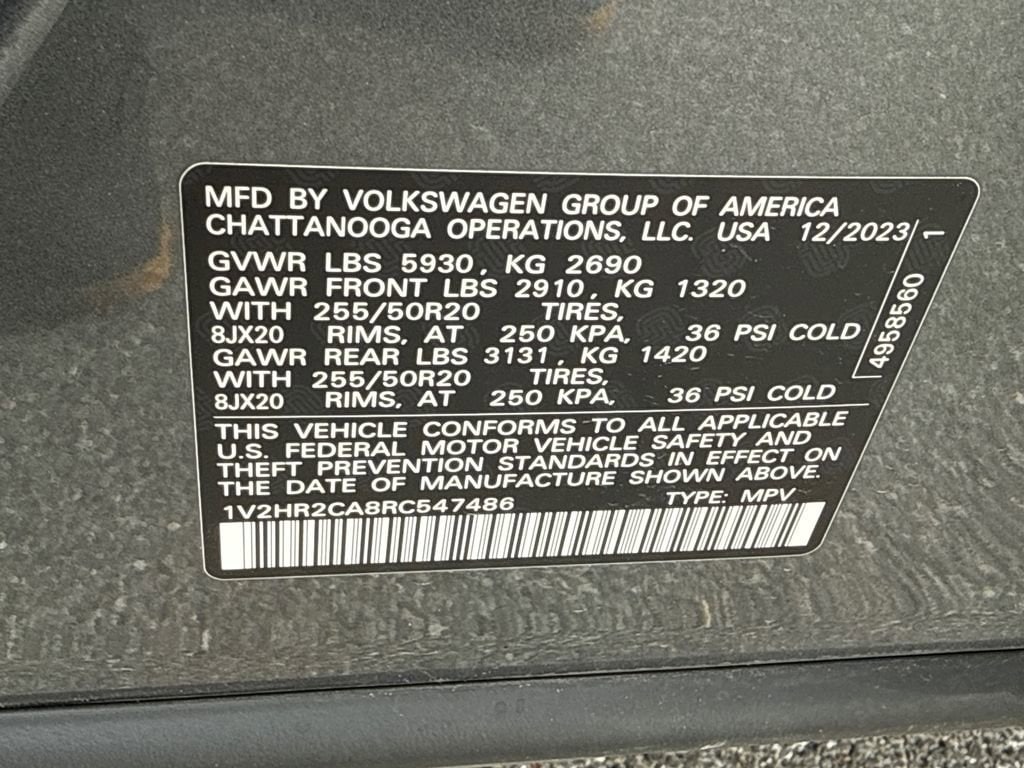 MFD BY VOLKSWAGEN GROUP OF AMERICA
CHATTANOOGA OPERATIONS, LLC. USA 12/2023
GVWR LBS 5930, KG 2690
GAWR FRONT LBS 2910, KG 1320
WITH 255/50R20 TIRES,
8JX20 RIMS, AT 250 KPA, 36 PSI COLD
GAWR REAR LBS 3131, KG 1420
WITH 255/50R20 TIRES,
8JX20 RIMS, AT 250 KPA, 36 PSI COLD
4958560 1
THIS VEHICLE CONFORMS TO ALL APPLICABLE
U.S. FEDERAL MOTOR VEHICLE SAFETY AND
THEFT PREVENTION STANDARDS IN EFFECT ON
THE DATE OF MANUFACTURE SHOWN ABOVE.
1V2HR2CA8RC547486 TYPE: MPV